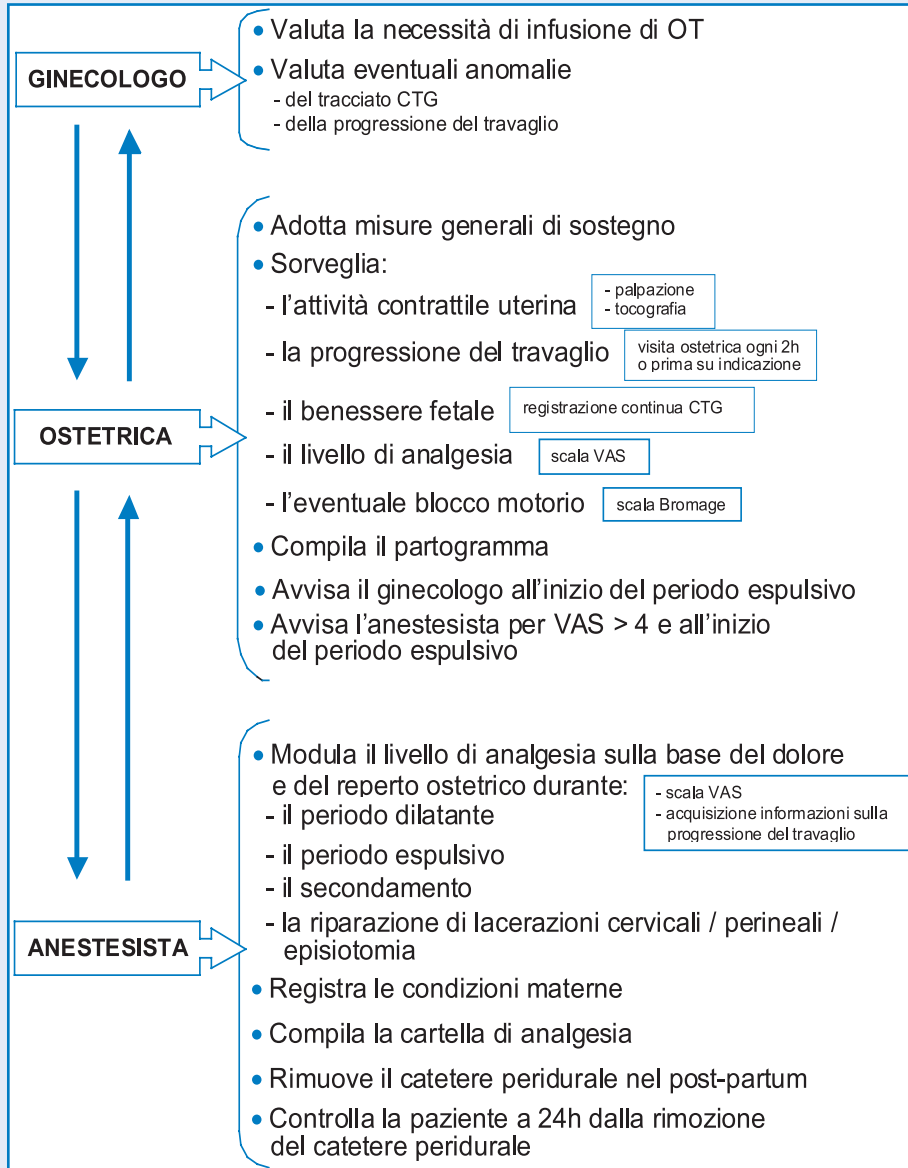 GINECOLOGO
• Valuta la necessità di infusione di OT
• Valuta eventuali anomalie
- del tracciato CTG
- della progressione del travaglio
OSTETRICA
• Adotta misure generali di sostegno
• Sorveglia:
- l'attività contrattile uterina
- palpazione
- tocografia
- la progressione del travaglio
visita ostetrica ogni 2h
o prima su indicazione
- il benessere fetale
registrazione continua CTG
- il livello di analgesia
scala VAS
- l'eventuale blocco motorio
scala Bromage
• Compila il partogramma
• Avvisa il ginecologo all'inizio del periodo espulsivo
• Avvisa l'anestesista per VAS > 4 e all'inizio
del periodo espulsivo
ANESTESISTA
• Modula il livello di analgesia sulla base del dolore
e del reperto ostetrico durante:
- scala VAS
- acquisizione informazioni sulla
progressione del travaglio
- il periodo dilatante
- il periodo espulsivo
- il secondamento
- la riparazione di lacerazioni cervicali / perineali /
episiotomia
• Registra le condizioni materne
• Compila la cartella di analgesia
• Rimuove il catetere peridurale nel post-partum
• Controlla la paziente a 24h dalla rimozione
del catetere peridurale